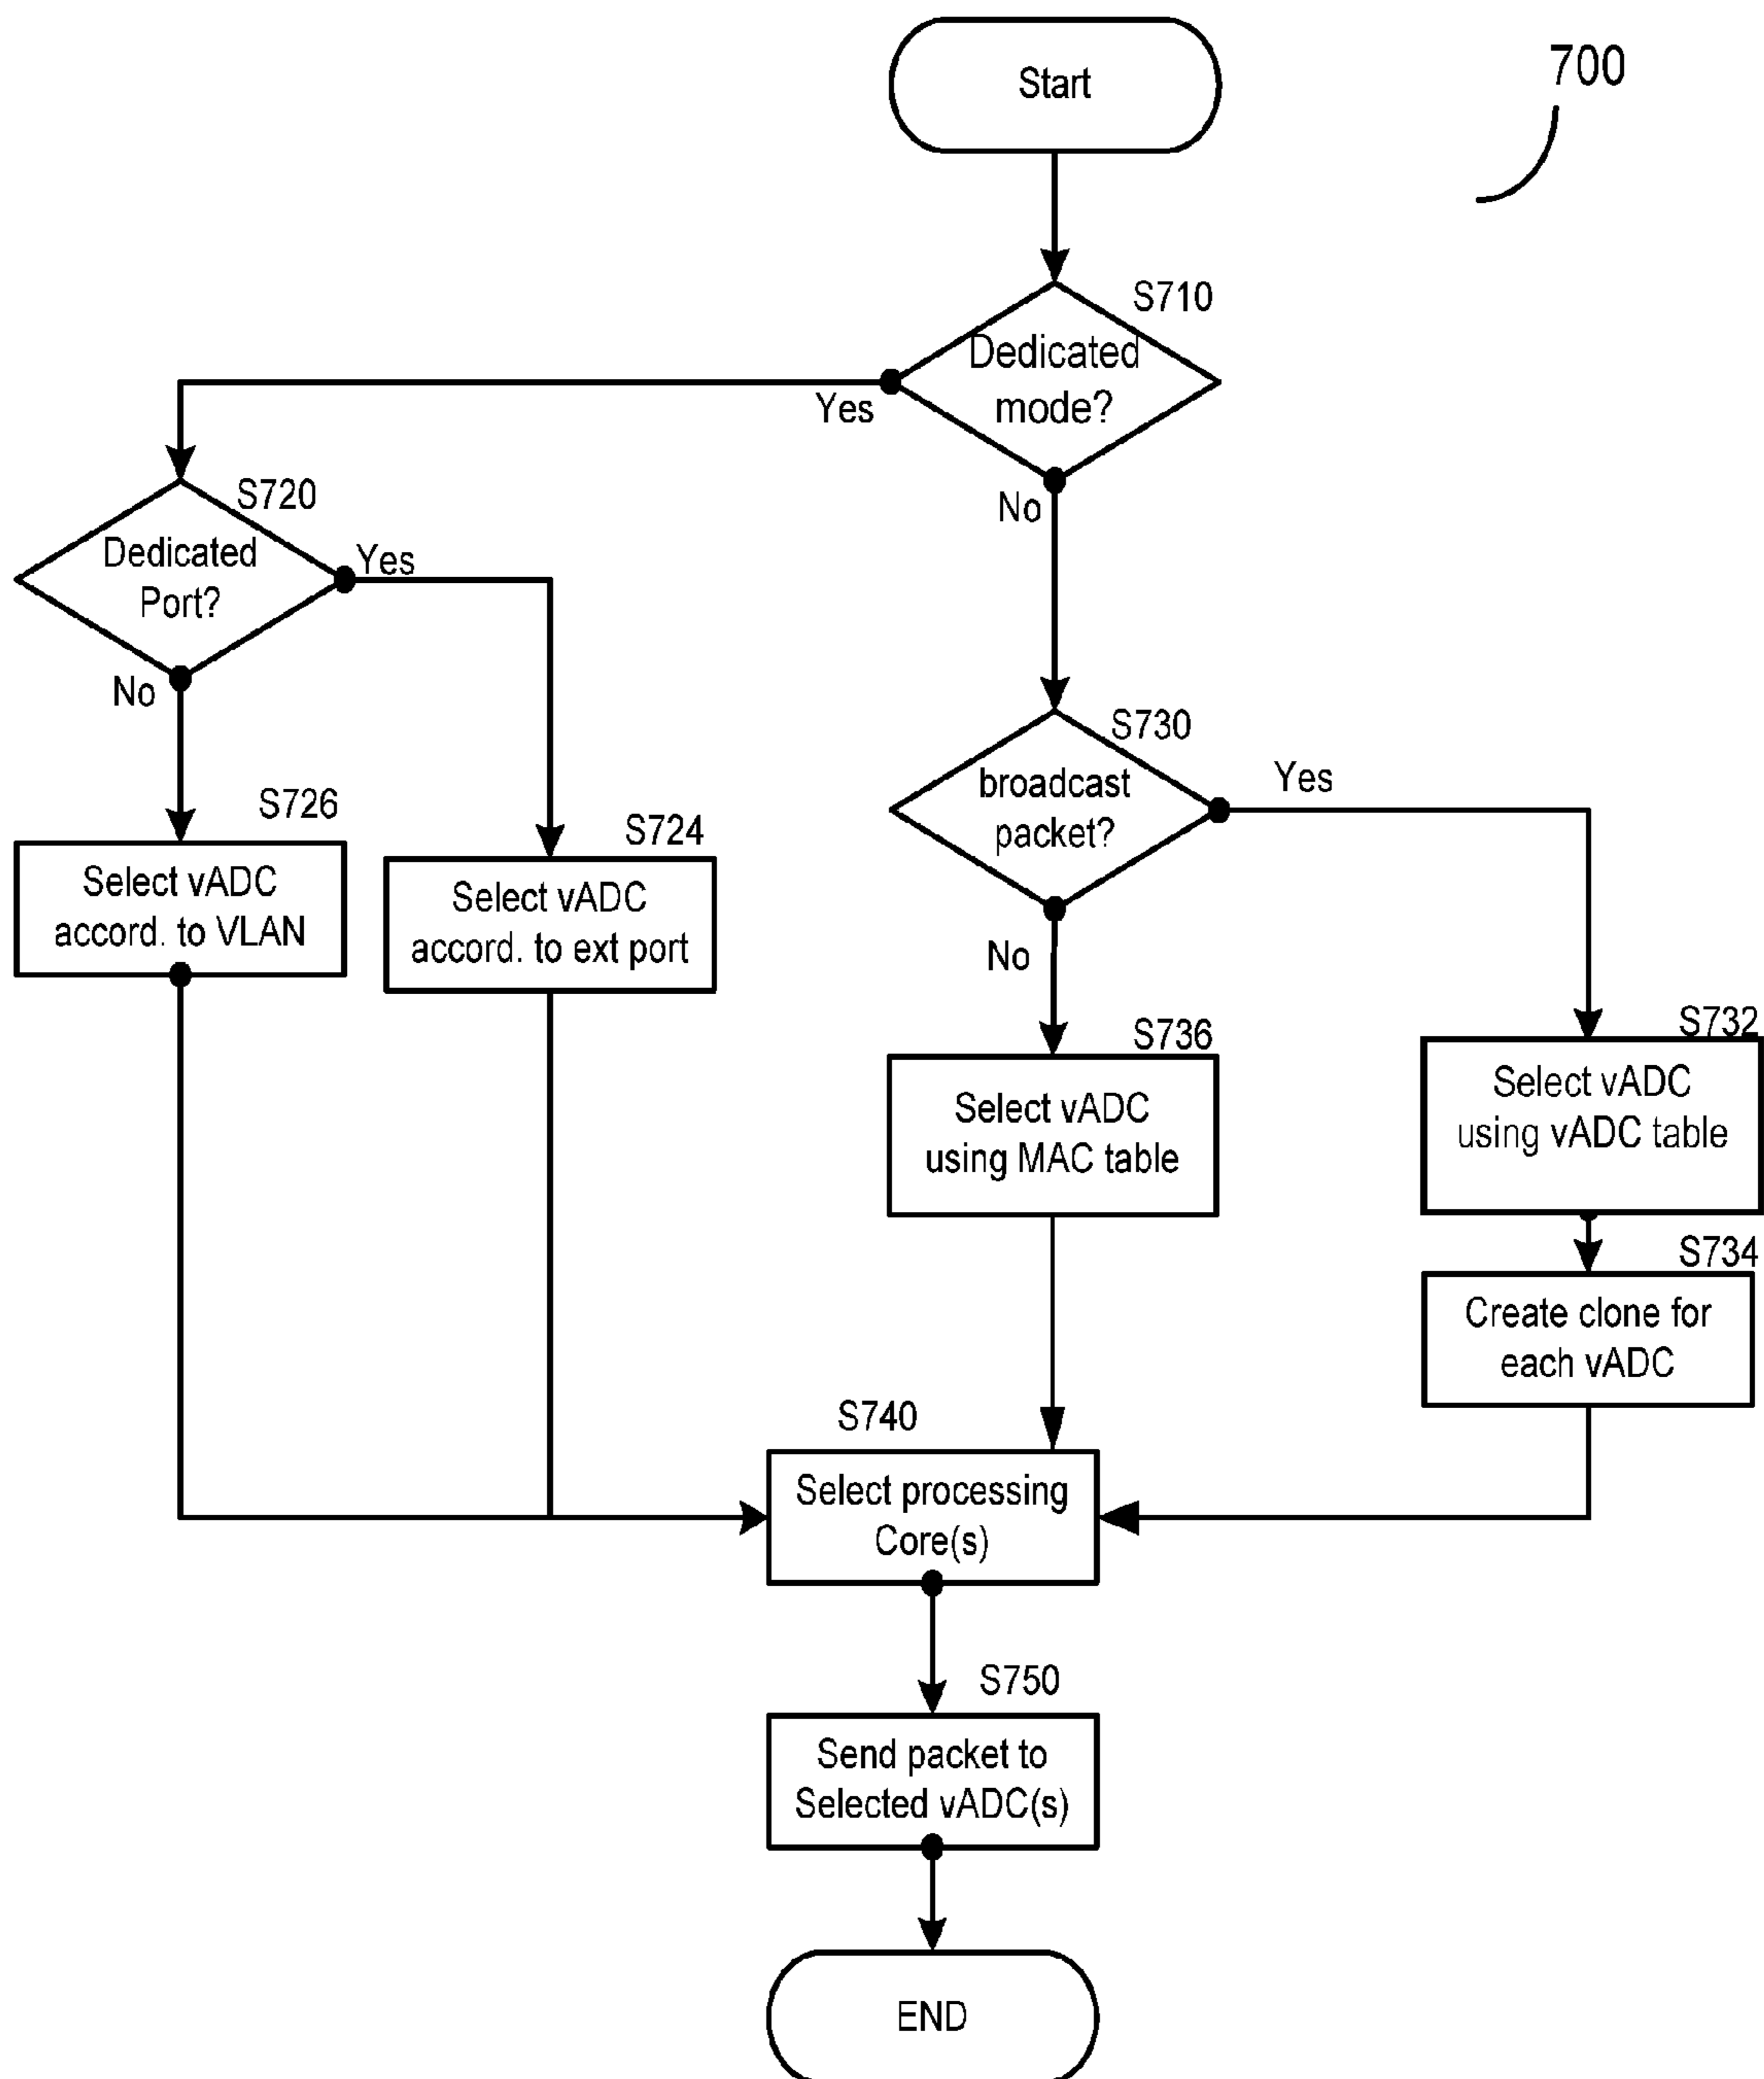 Start
700
S710
Dedicated
mode?
Yes
No
S720
Dedicated
Port?
Yes
No
S730
broadcast
packet?
Yes
No
S726
Select vADC
accord. to VLAN
S724
Select vADC
accord. to ext port
S736
Select vADC
using MAC table
S732
Select vADC
using vADC table
S734
Create clone for
each vADC
S740
Select processing
Core(s)
S750
Send packet to
Selected vADC(s)
END